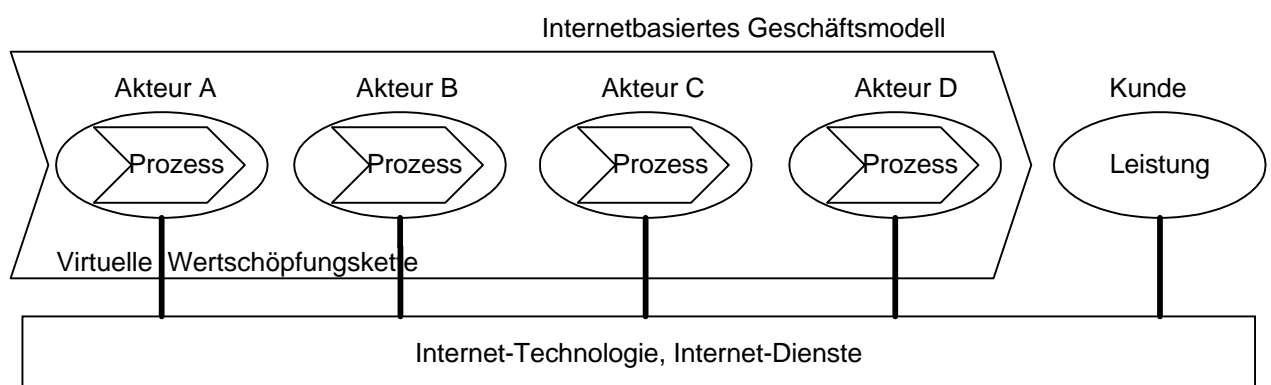 Internetbasiertes Geschäftsmodell
Akteur A Akteur B Akteur C Akteur D Kunde
Prozess Prozess Prozess Prozess Leistung
Virtuelle Wertschöpfungskette
Internet-Technologie, Internet-Dienste